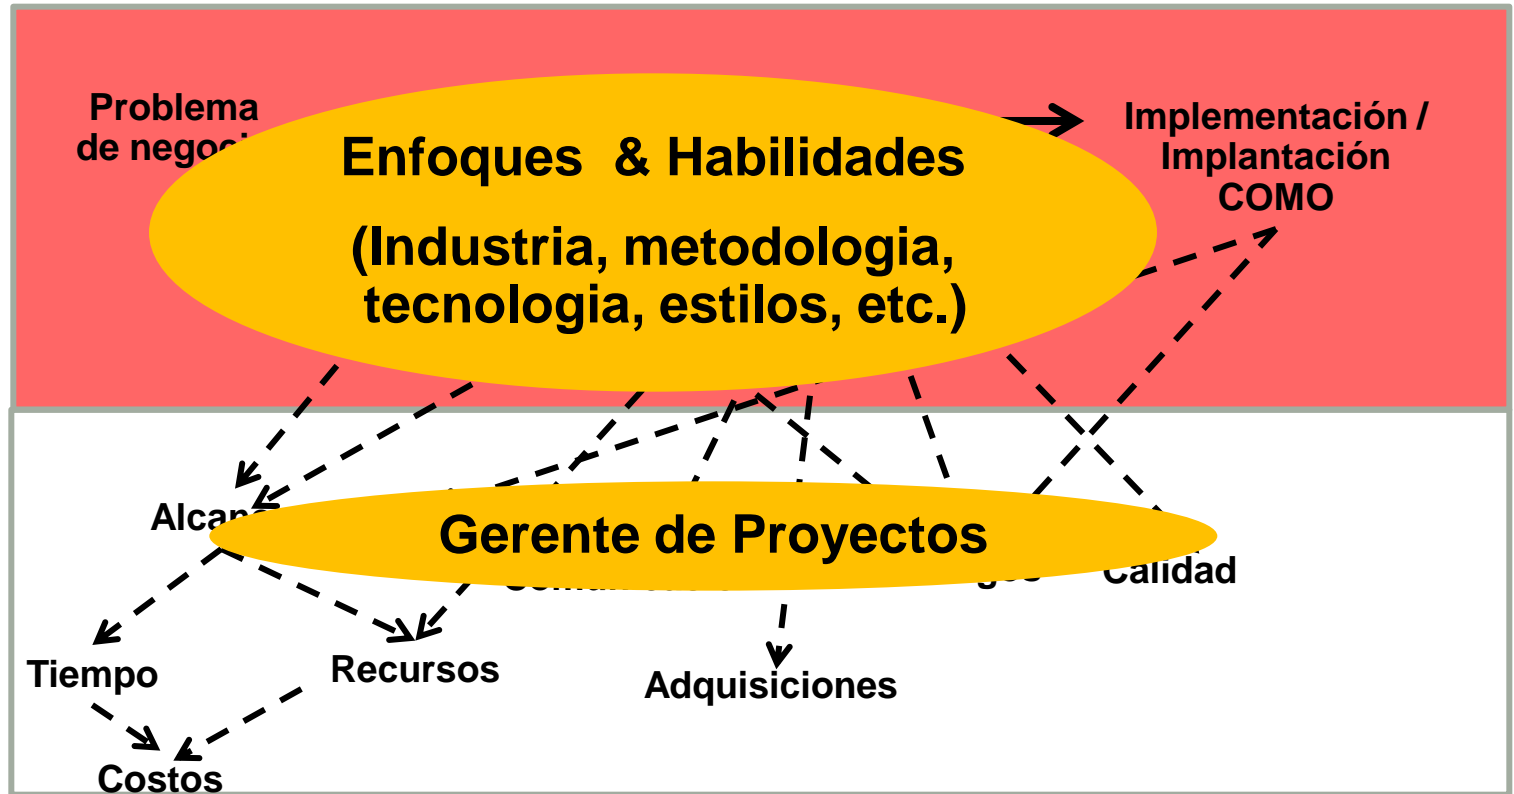 Problema
de negoci
Enfoques & Habilidades
(Industria, metodologia,
tecnologia, estilos, etc.)
Implementación /
Implantación
COMO
Alcan
Gerente de Proyectos
Calidad
Tiempo
Recursos
Adquisiciones
Costos